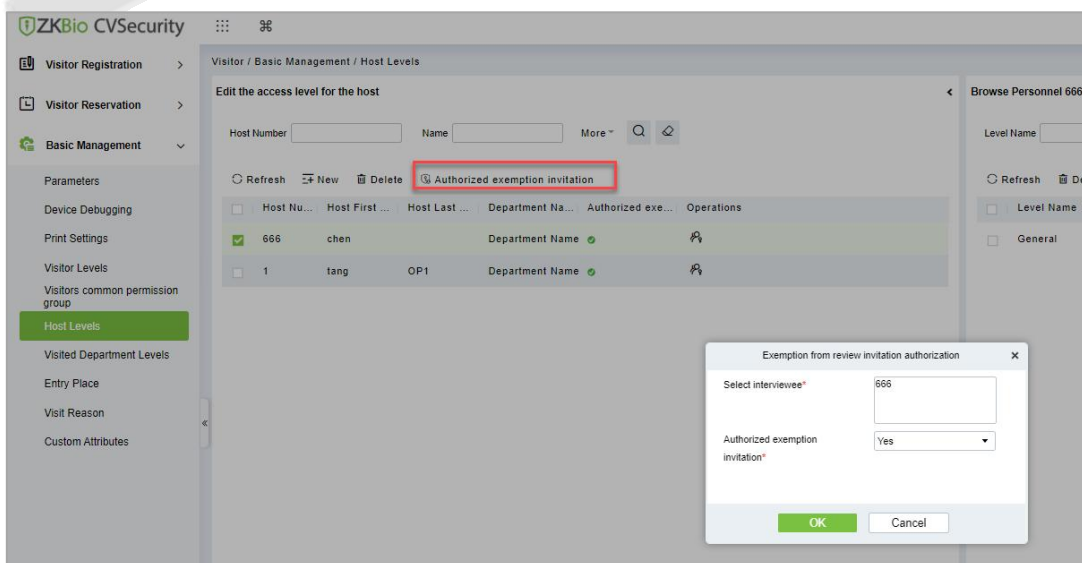 ZKBio CVSecurity
Visitor Registration
Visitor Reservation
Basic Management
Parameters
Device Debugging
Print Settings
Visitor Levels
Visitors common permission
group
Host Levels
Visited Department Levels
Entry Place
Visit Reason
Custom Attributes
Visitor / Basic Management / Host Levels
Edit the access level for the host
Host Number Name More
Refresh New Delete Authorized exemption invitation
Host Nu... Host First ... Host Last ... Department Na... Authorized exe... Operations
666 chen Department Name
1 tang OP1 Department Name
Browse Personnel 666
Level Name
Refresh De
Level Name
General
Exemption from review invitation authorization
Select interviewee* 666
Authorized exemption Yes
invitation*
OK Cancel